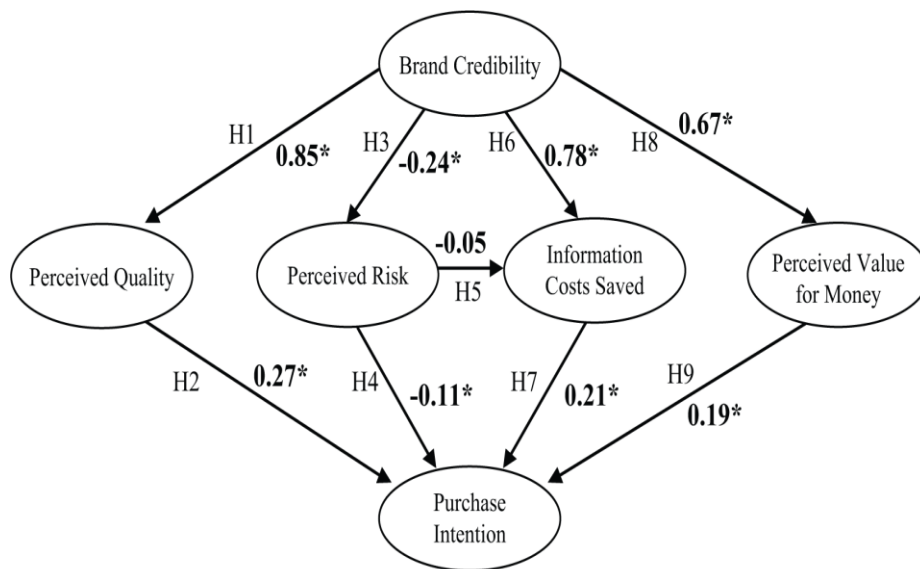 Brand Credibility
H1
0.85*
H3
-0.24*
H6
0.78*
H8
0.67*
Perceived Quality
Perceived Risk
-0.05
H5
Information
Costs Saved
Perceived Value
for Money
H2
0.27*
H4
-0.11*
H7
0.21*
H9
0.19*
Purchase
Intention